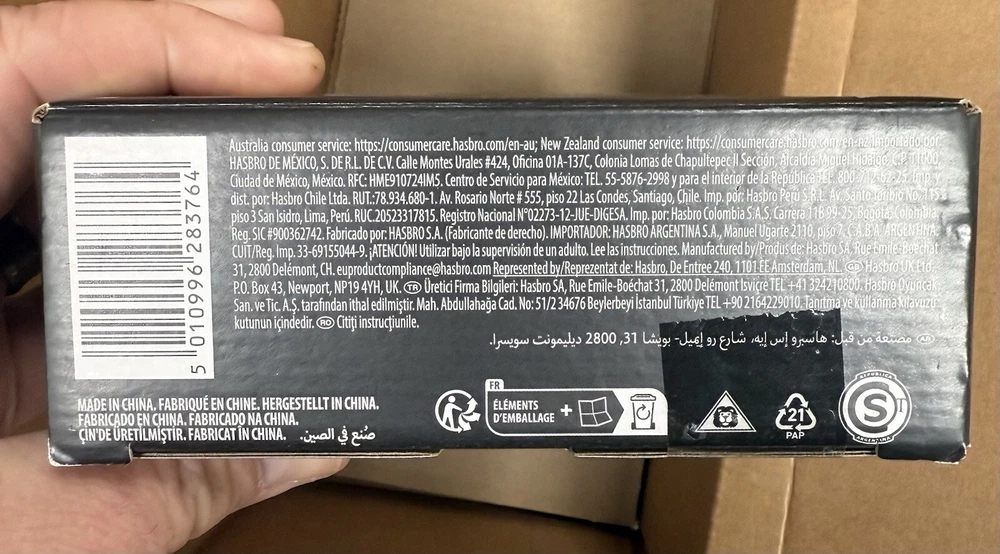 Australia consumer service: https://consumercare.hasbro.com/en-au; New Zealand consumer service: https://consumercare.hasbro.com/en-nz Importado por:
HASBRO DE MÉXICO, S. DE R.L. DE C.V. Calle Montes Urales #424, Oficina 01A-137C, Colonia Lomas de Chapultepec II Sección, Alcaldía Miguel Hidalgo, C.P. 11000,
Ciudad de México, México. RFC: HME910724IM5. Centro de Servicio para México: TEL. 55-5876-2998 y para el interior de la República TEL. 800-712-62-25. Imp. y
dist. por: Hasbro Chile Ltda. RUT.:78.934.680-1. Av. Rosario Norte # 555, piso 22 Las Condes, Santiago, Chile. Imp. por: Hasbro Perú S.R.L. Av. Santo Toribio No.
piso 3 San Isidro, Lima, Perú. RUC.20523317815. Registro Nacional N°02273-12-JUE-DIGESA. Imp. por: Hasbro Colombia S.A.S. Carrera 11B 99-25, Bogotá Colombia
Reg. SIC #900362742. Fabricado por: HASBRO S.A. (Fabricante de derecho). IMPORTADOR: HASBRO ARGENTINA S.A., Manuel Ugarte 2110, piso C.A.B.A. ARGENTINA.
CUIT/Reg. Imp. 33-69155044-9. ¡ATENCIÓN! Utilizar bajo la supervisión de un adulto. Lee las instrucciones. Manufactured by/Produs de: Hasbro SA, Rue Emile-Boéchat
31, 2800 Delémont, CH. euproductcompliance@hasbro.com Represented by/Reprezentat de: Hasbro, De Entree 240, 1101 EE Amsterdam, NL. GB Hasbro UK Ltd.,
P.O. Box 43, Newport, NP19 4YH, UK. TR Üretici Firma Bilgileri: Hasbro SA, Rue Emile-Boéchat 31, 2800 Delémont İsviçre TEL +41 324210800. Hasbro Oyuncak
San. ve Tic. A.Ş. tarafından ithal edilmiştir. Mah. Abdullahağa Cad. No: 51/2 34676 Beylerbeyi İstanbul Türkiye TEL +90 2164229010. Tanıtma ve kullanma kılavuzu
kutunun içindedir. RO Citiți instrucțiunile.
AR مصنعة من قبل: هاسبرو إس إيه، شارع رو إيميل- بويشا 31, 2800 ديليمونت سويسرا.
5 010996 283764
MADE IN CHINA. FABRIQUÉ EN CHINE. HERGESTELLT IN CHINA.
FABRICADO EN CHINA. FABRICADO NA CHINA.
ÇİN'DE ÜRETİLMİŞTİR. FABRICAT ÎN CHINA. صُنع في الصين.
FR
ÉLÉMENTS
D'EMBALLAGE +
21
PAP
REPUBLICA
S
T
ARGENTINA